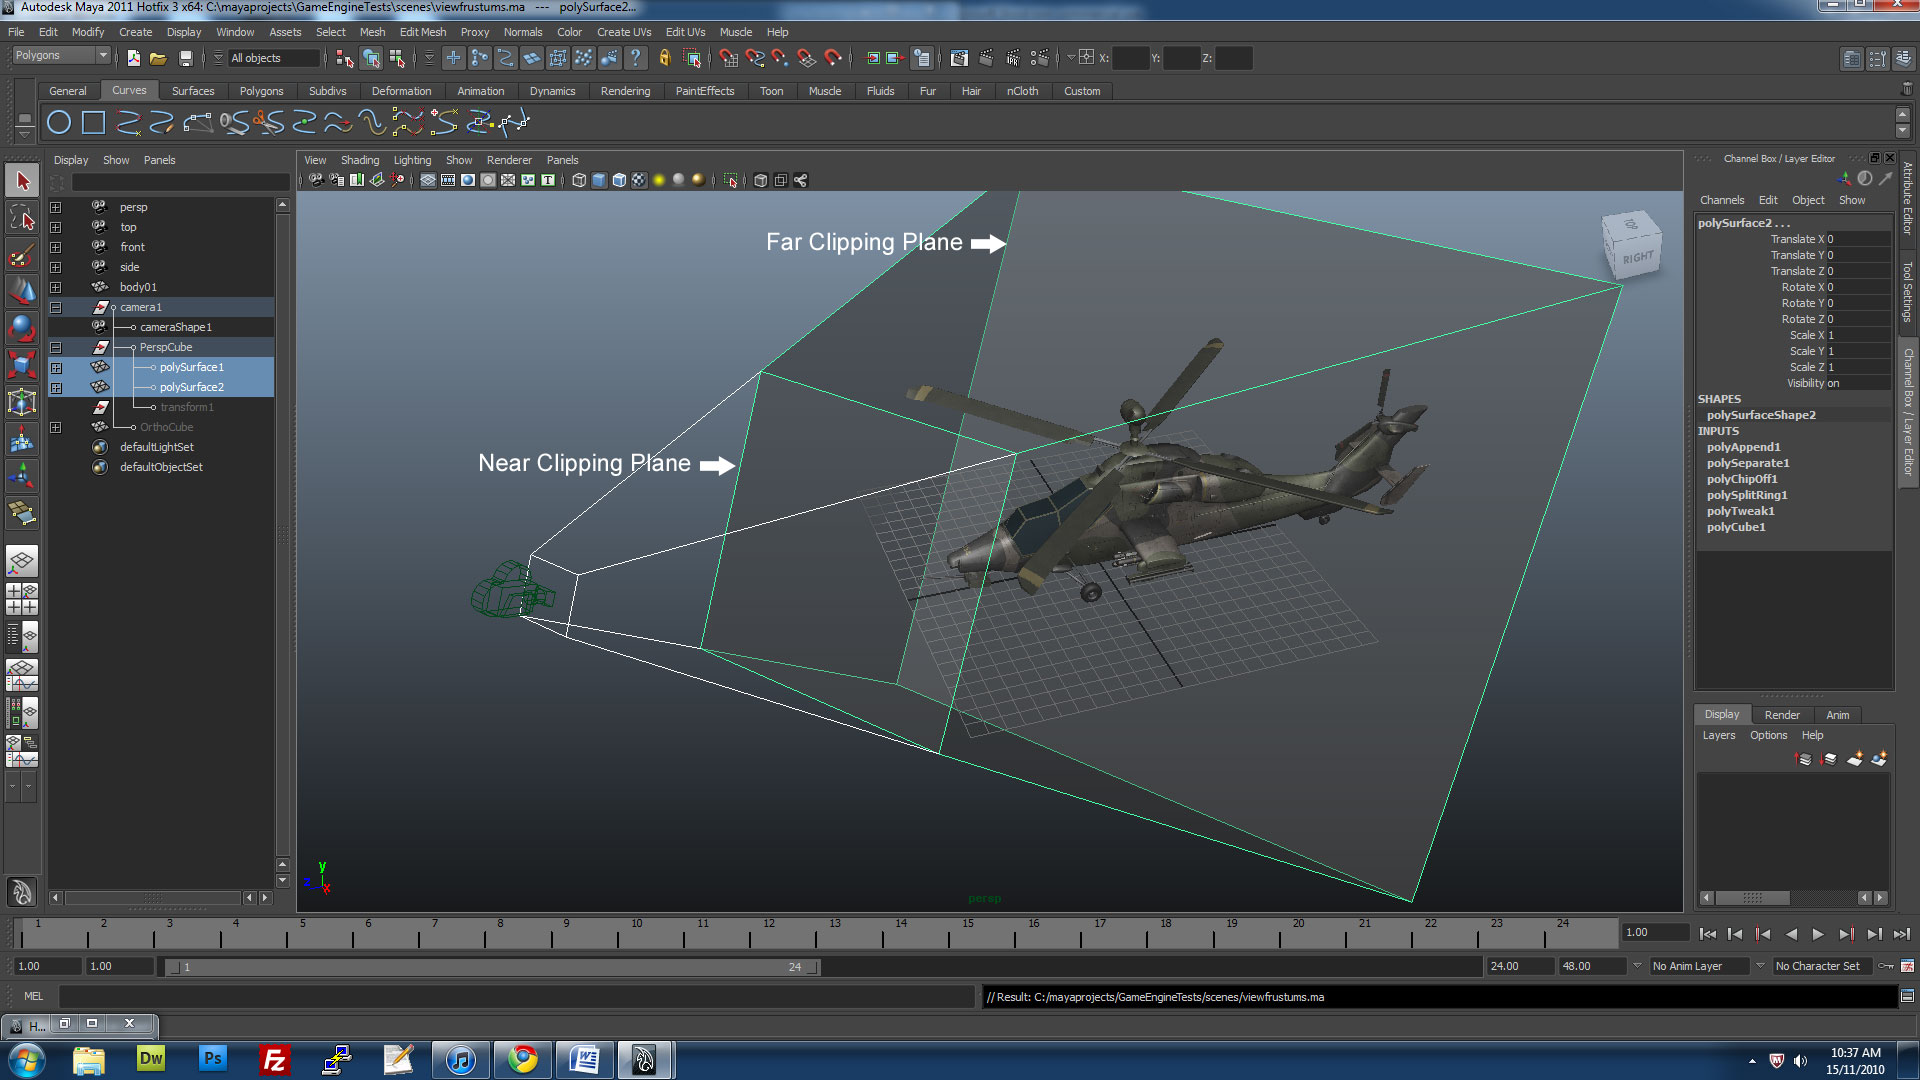 Autodesk Maya 2011 Hotfix 3 x64: C:\mayaprojects\GameEngineTests\scenes\viewfrustums.ma --- polySurface2...
File Edit Modify Create Display Window Assets Select Mesh Edit Mesh Proxy Normals Color Create UVs Edit UVs Muscle Help
Polygons All objects X: Y: Z:
General Curves Surfaces Polygons Subdivs Deformation Animation Dynamics Rendering PaintEffects Toon Muscle Fluids Fur Hair nCloth Custom
Display Show Panels
View Shading Lighting Show Renderer Panels
persp
top
front
side
body01
camera1
cameraShape1
PerspCube
polySurface1
polySurface2
transform1
OrthoCube
defaultLightSet
defaultObjectSet
Far Clipping Plane
Near Clipping Plane
TOP
RIGHT
y
z
x
persp
Channel Box / Layer Editor
Channels Edit Object Show
polySurface2 . . .
Translate X 0
Translate Y 0
Translate Z 0
Rotate X 0
Rotate Y 0
Rotate Z 0
Scale X 1
Scale Y 1
Scale Z 1
Visibility on
SHAPES
polySurfaceShape2
INPUTS
polyAppend1
polySeparate1
polyChipOff1
polySplitRing1
polyTweak1
polyCube1
Attribute Editor
Tool Settings
Channel Box / Layer Editor
Display Render Anim
Layers Options Help
1 2 3 4 5 6 7 8 9 10 11 12 13 14 15 16 17 18 19 20 21 22 23 24
1.00
1.00 1.00 1 24 24.00 48.00 No Anim Layer No Character Set
MEL // Result: C:/mayaprojects/GameEngineTests/scenes/viewfrustums.ma
H...
Dw Ps Fz W
10:37 AM
15/11/2010